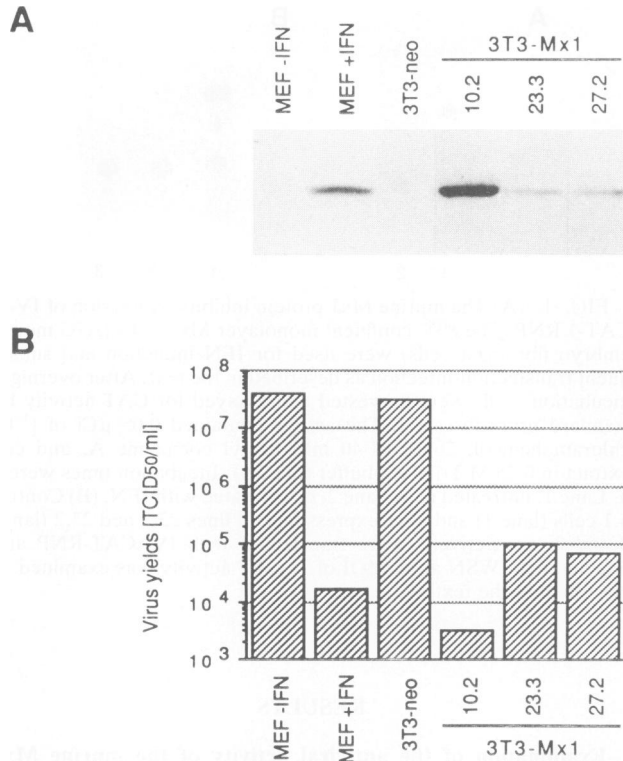 A
MEF -IFN
MEF +IFN
3T3-neo
3T3-Mx1
10.2
23.3
27.2
B
Virus yields [TCID50/ml]
10 8
10 7
10 6
10 5
10 4
10 3
MEF -IFN
MEF +IFN
3T3-neo
10.2
23.3
27.2
3T3-Mx1